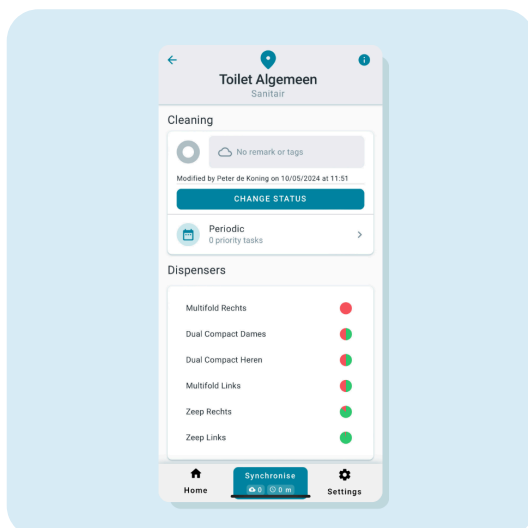 Toilet Algemeen
Sanitair
Cleaning
No remark or tags
Modified by Peter de Koning on 10/05/2024 at 11:51
CHANGE STATUS
Periodic
0 priority tasks
Dispensers
Multifold Rechts
Dual Compact Dames
Dual Compact Heren
Multifold Links
Zeep Rechts
Zeep Links
Home
Synchronise
0 0 m
Settings